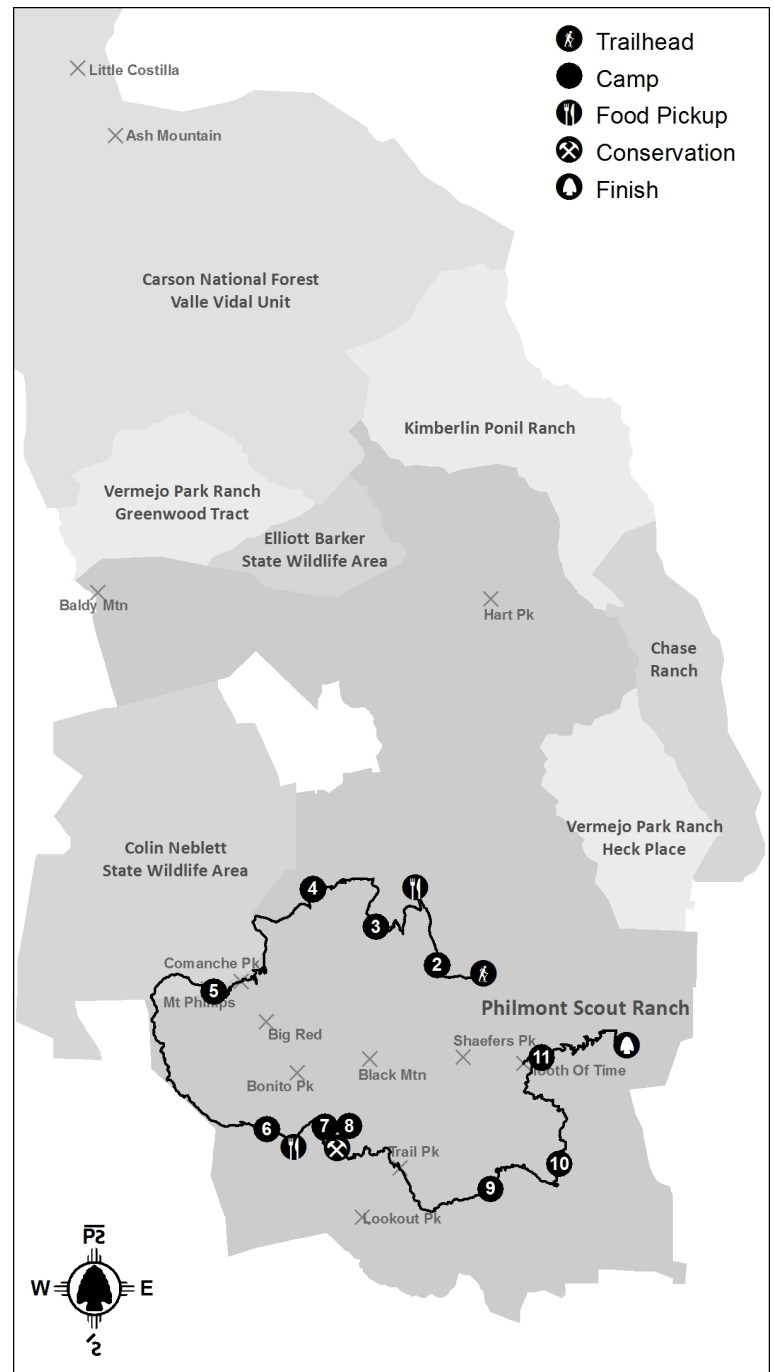 Trailhead
Camp
Food Pickup
Conservation
Finish
Little Costilla
Ash Mountain
Carson National Forest
Valle Vidal Unit
Kimberlin Ponil Ranch
Vermejo Park Ranch
Greenwood Tract
Elliott Barker
State Wildlife Area
Baldy Mtn
Hart Pk
Chase
Ranch
Vermejo Park Ranch
Heck Place
Colin Neblett
State Wildlife Area
4
3
2
Comanche Pk
5
Mt Phillips
Philmont Scout Ranch
Big Red
Shaefers Pk
11
Tooth Of Time
Black Mtn
Bonito Pk
6
7
8
Trail Pk
10
9
Lookout Pk
W
E